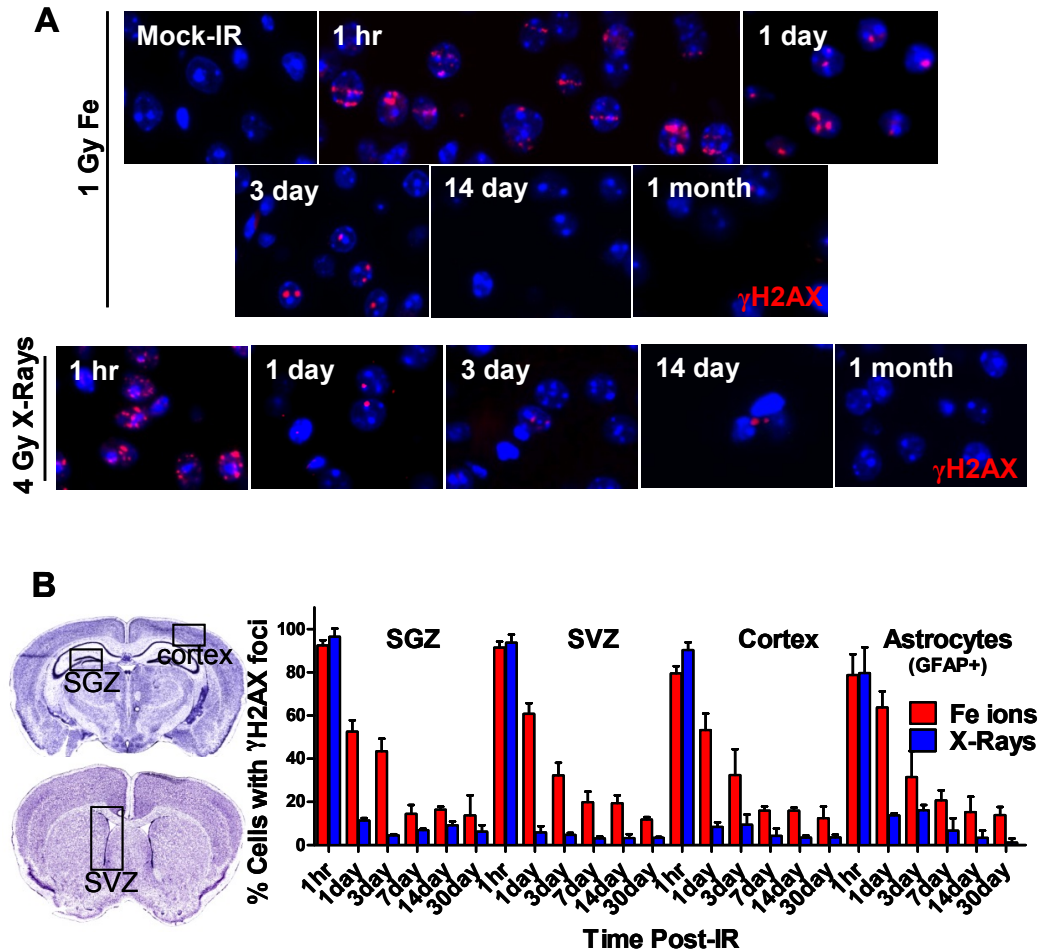 A
1 Gy Fe
Mock-IR
1 hr
1 day
3 day
14 day
1 month
γH2AX
4 Gy X-Rays
1 hr
1 day
3 day
14 day
1 month
γH2AX
B
cortex
SGZ
SVZ
% Cells with γH2AX foci
100
80
60
40
20
0
SGZ
SVZ
Cortex
Astrocytes
(GFAP+)
Fe ions
X-Rays
1hr 1day 3day 7day 14day 30day 1hr 1day 3day 7day 14day 30day 1hr 1day 3day 7day 14day 30day 1hr 1day 3day 7day 14day 30day
Time Post-IR